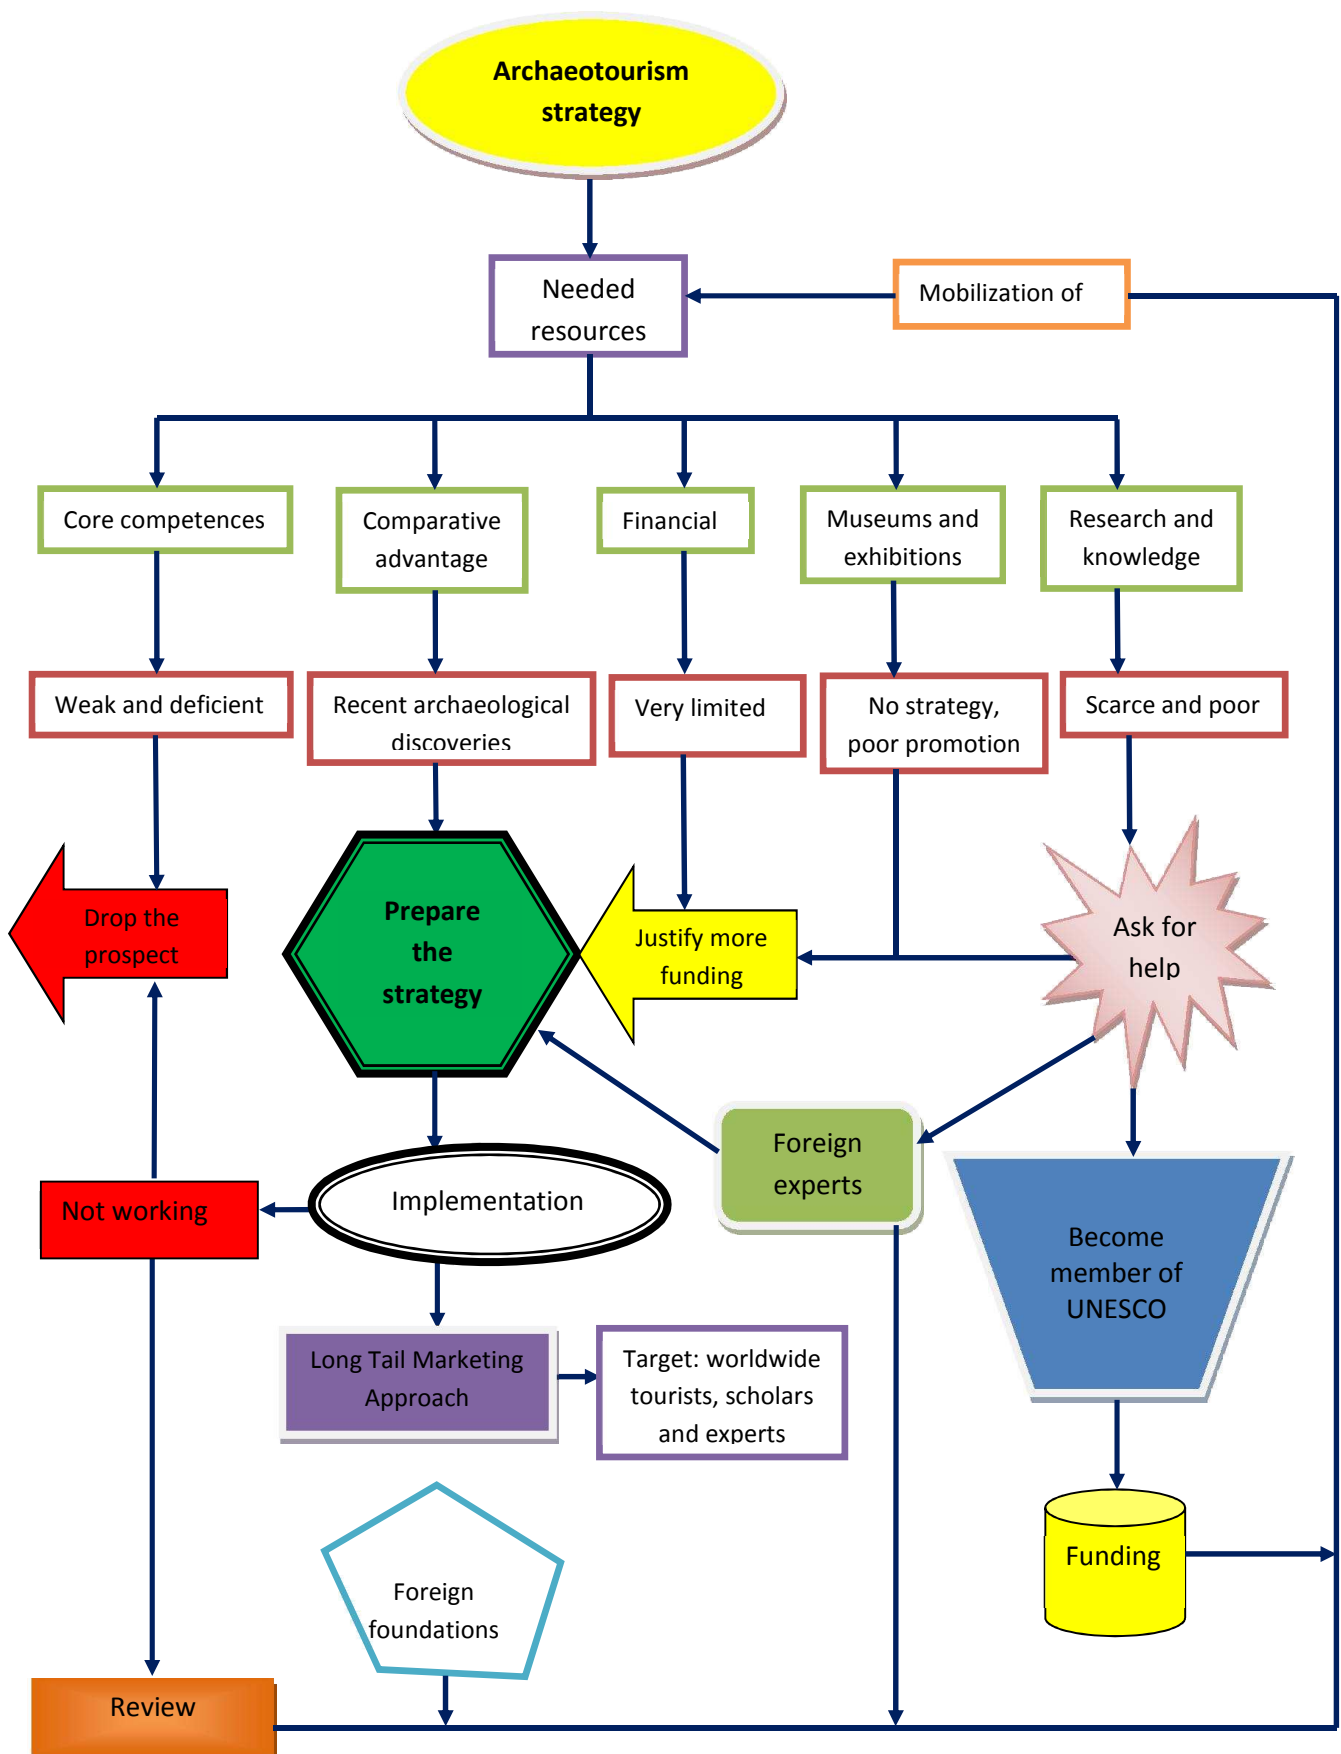 Archaeotourism
strategy
Needed
resources
Mobilization of
Core competences
Comparative
advantage
Financial
Museums and
exhibitions
Research and
knowledge
Weak and deficient
Recent archaeological
discoveries
Very limited
No strategy,
poor promotion
Scarce and poor
Drop the
prospect
Prepare
the
strategy
Justify more
funding
Ask for
help
Not working
Implementation
Foreign
experts
Become
member of
UNESCO
Long Tail Marketing
Approach
Target: worldwide
tourists, scholars
and experts
Funding
Foreign
foundations
Review